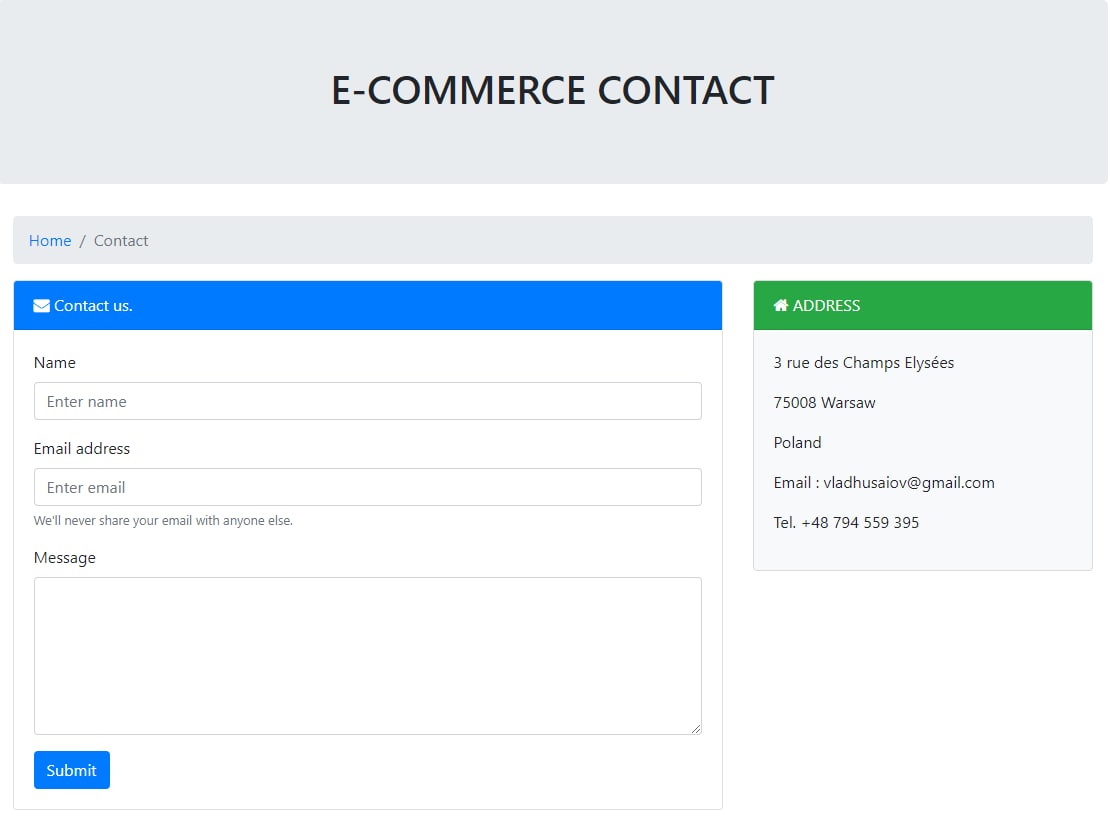 E-COMMERCE CONTACT
Home / Contact
Contact us.
Name
Enter name
Email address
Enter email
We'll never share your email with anyone else.
Message
Submit
ADDRESS
3 rue des Champs Elysées
75008 Warsaw
Poland
Email : vladhusaiov@gmail.com
Tel. +48 794 559 395